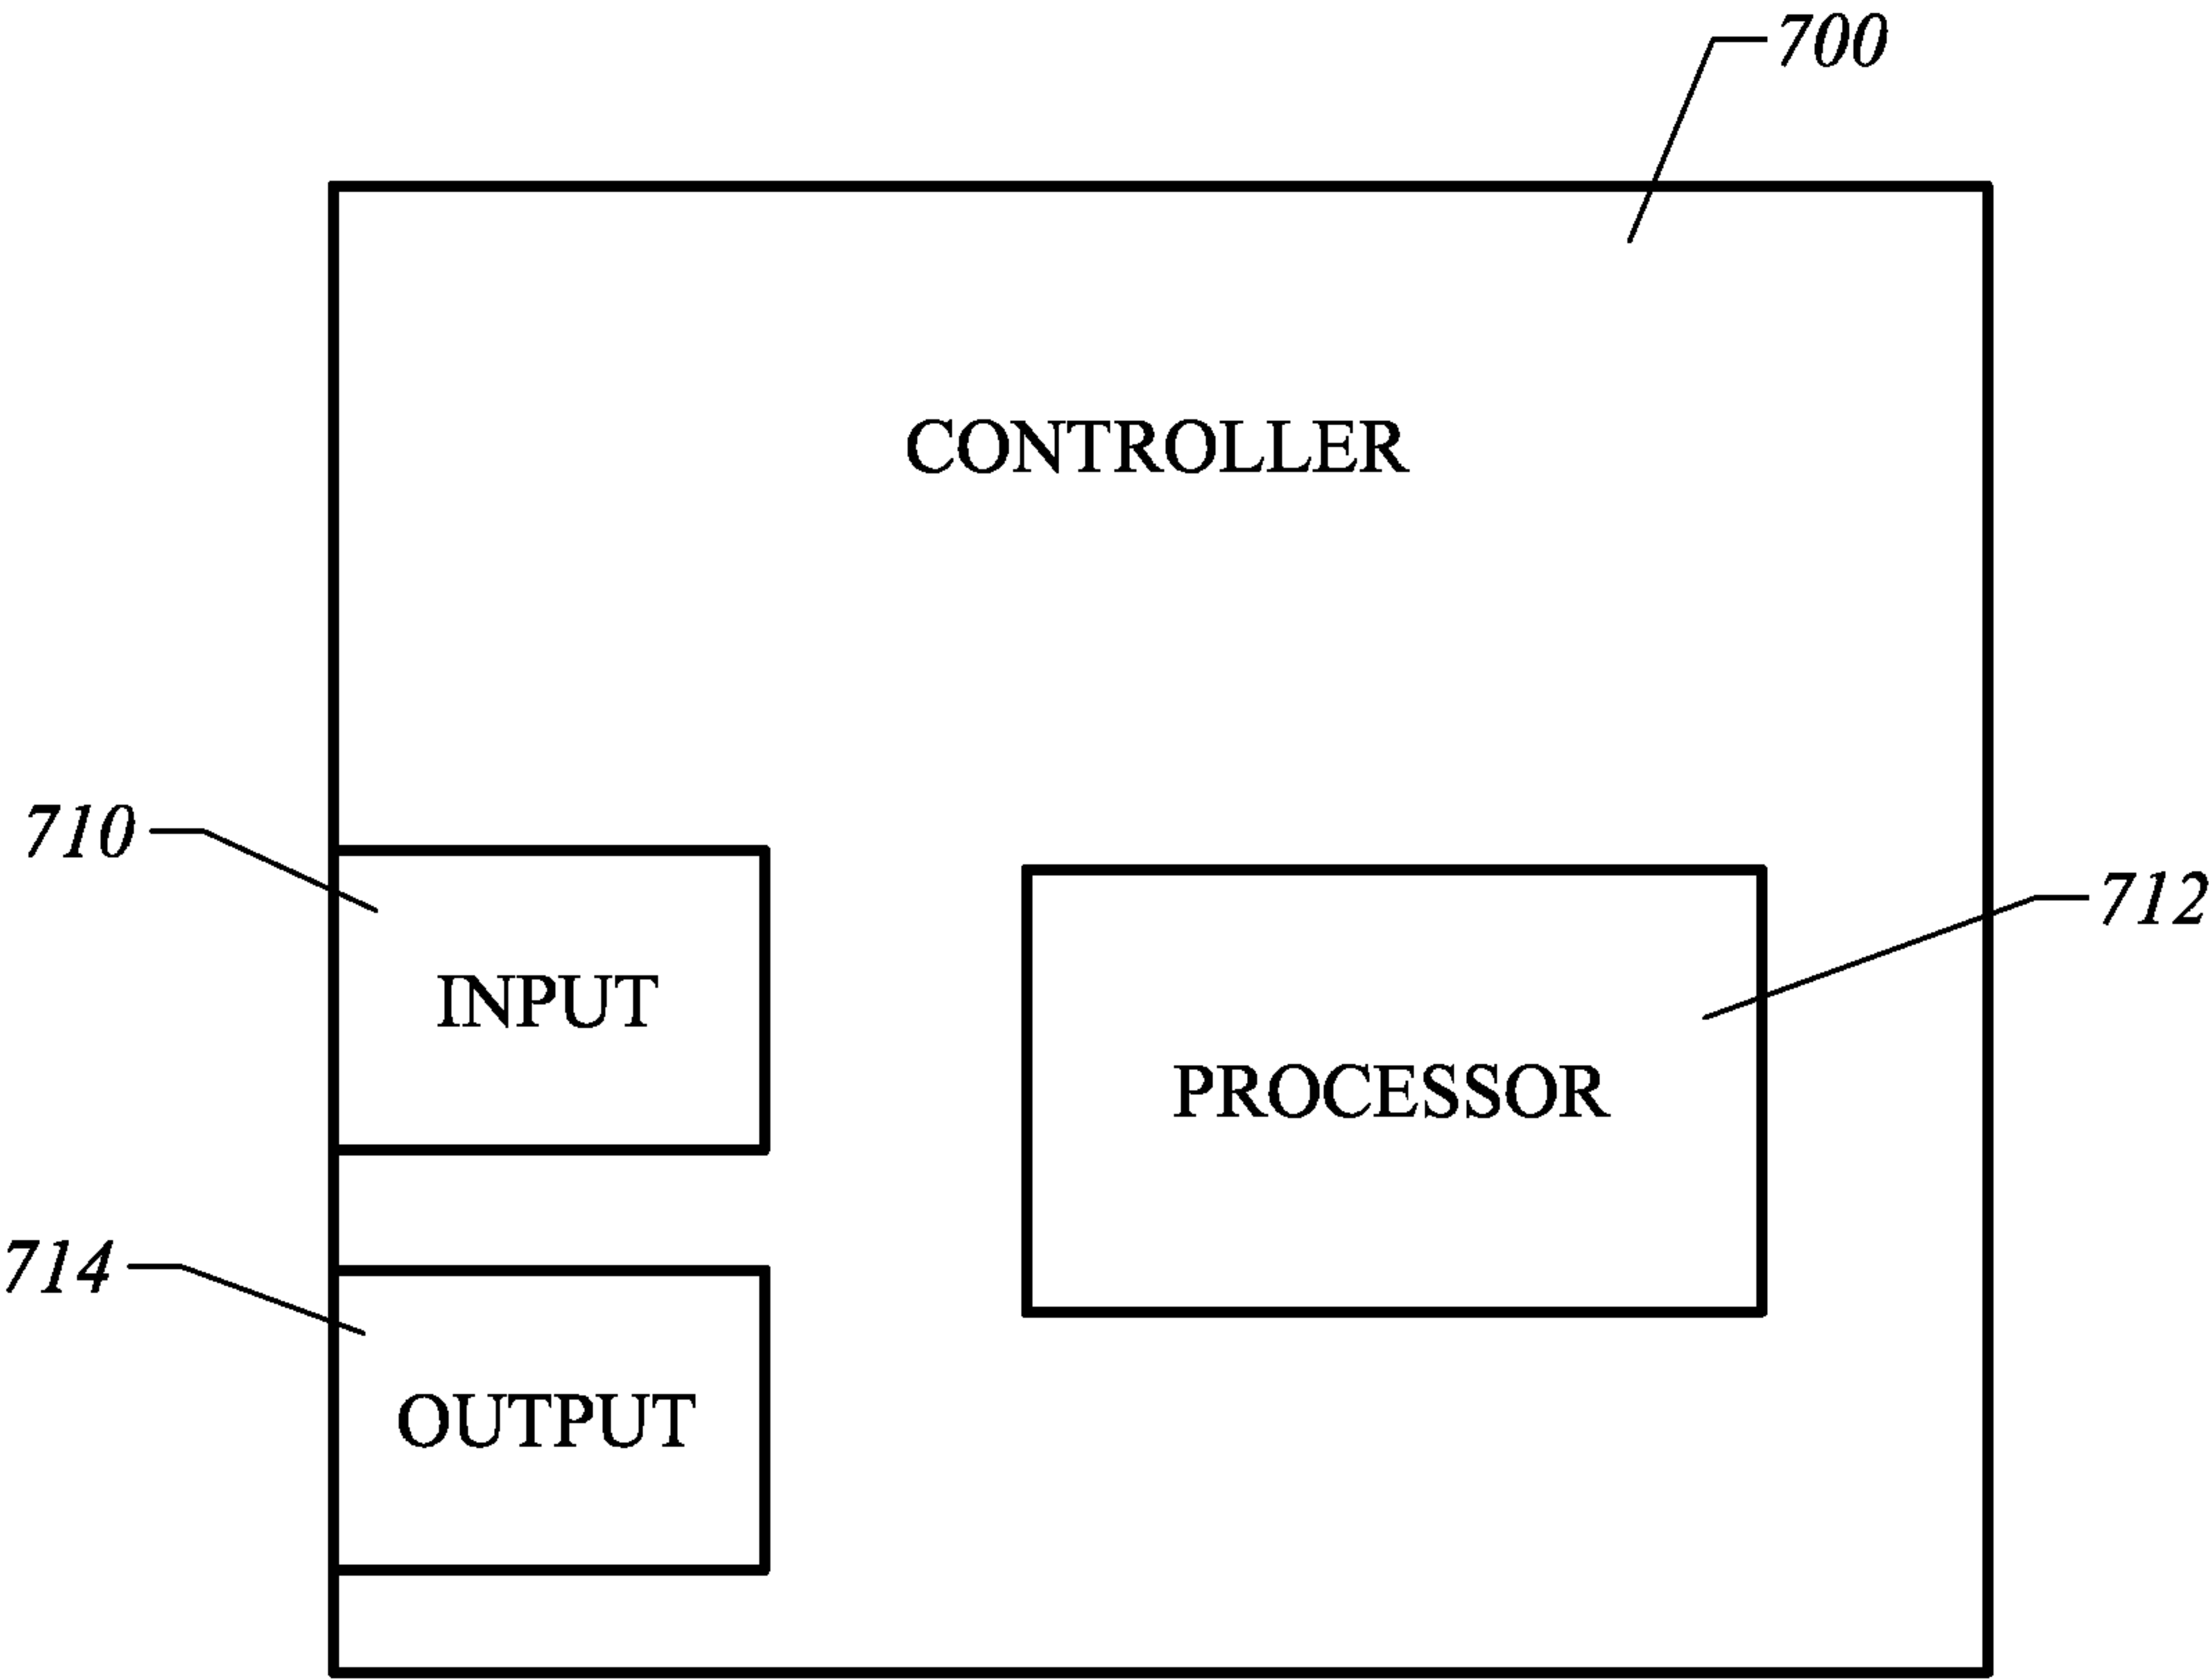 700
CONTROLLER
710
712
INPUT
PROCESSOR
714
OUTPUT